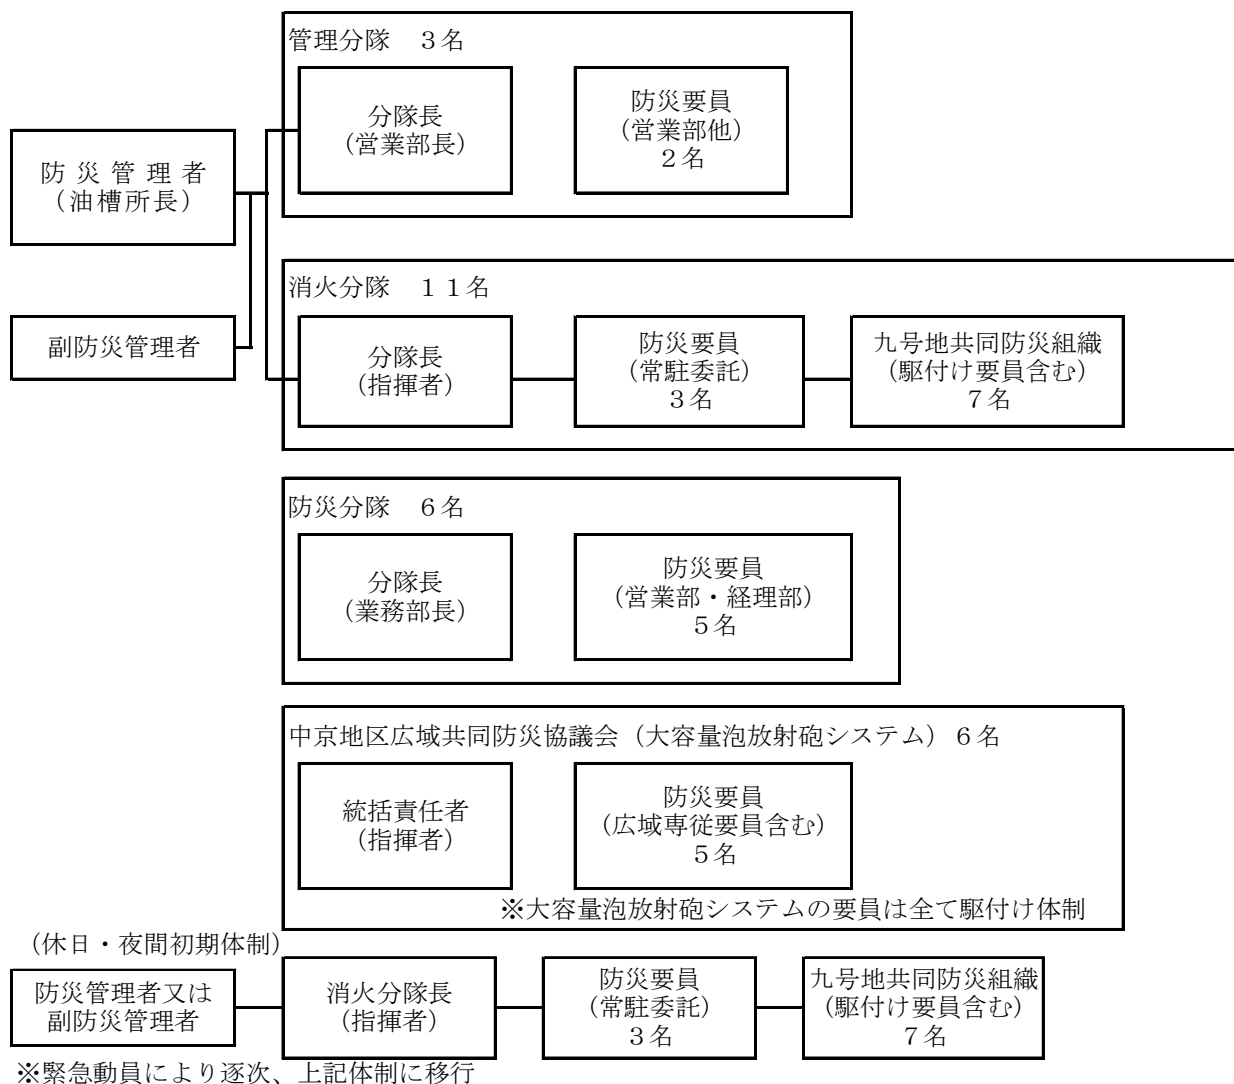 管理分隊　３名
分隊長
（営業部長）
防災要員
（営業部他）
２名
防 災 管 理 者
（油槽所長）
副防災管理者
消火分隊　１１名
分隊長
（指揮者）
防災要員
（常駐委託）
３名
九号地共同防災組織
（駆付け要員含む）
７名
防災分隊　６名
分隊長
（業務部長）
防災要員
（営業部・経理部）
５名
中京地区広域共同防災協議会（大容量泡放射砲システム）６名
統括責任者
（指揮者）
防災要員
（広域専従要員含む）
５名
※大容量泡放射砲システムの要員は全て駆付け体制
（休日・夜間初期体制）
防災管理者又は
副防災管理者
消火分隊長
（指揮者）
防災要員
（常駐委託）
３名
九号地共同防災組織
（駆付け要員含む）
７名
※緊急動員により逐次、上記体制に移行